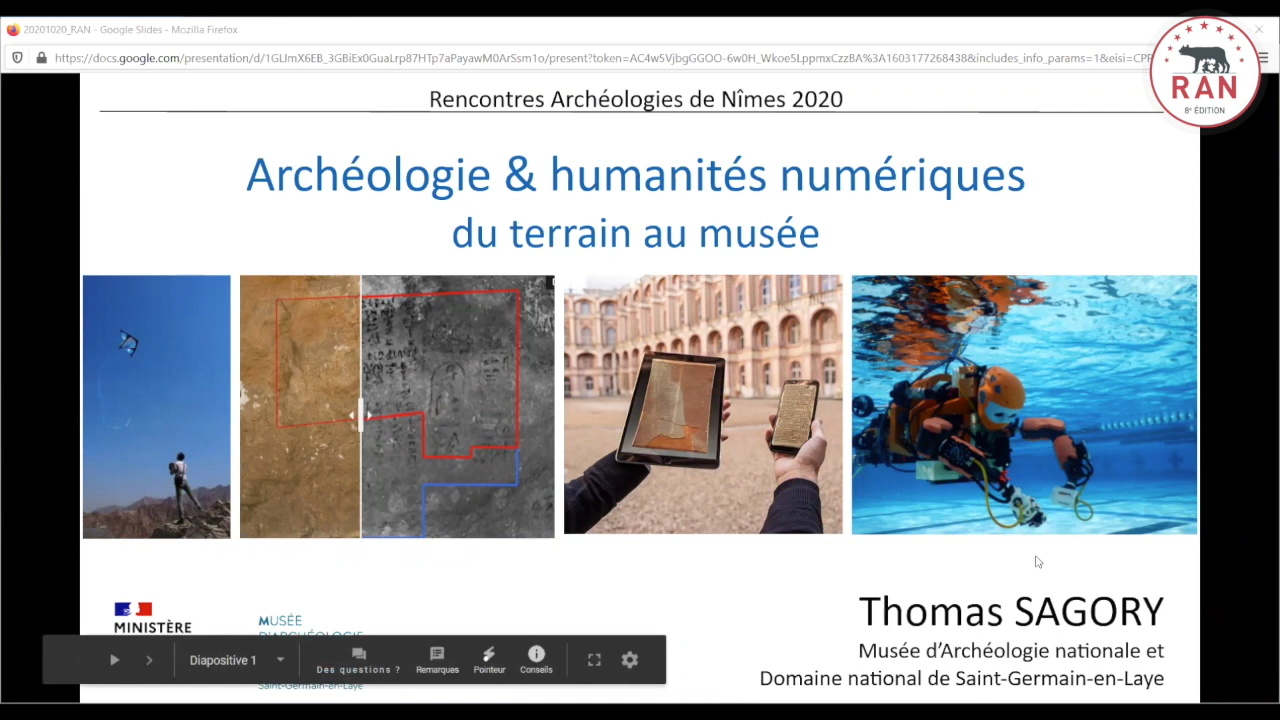 20201020_RAN - Google Slides - Mozilla Firefox
https://docs.google.com/presentation/d/1GLImX6EB_3GBiEx0GuaLrp87HTp7aPayawM0ArSsm1o/present?token=AC4w5VjbgGGOO-6w0H_Wkoe5LppmxCzzBA%3A1603177268438&includes_info_params=1&eisi=CPE
RAN
8e ÉDITION
Rencontres Archéologies de Nîmes 2020
Archéologie & humanités numériques
du terrain au musée
MINISTÈRE
MUSÉE
D'ARCHÉOLOGIE
Saint-Germain-en-Laye
Diapositive 1
Des questions ?
Remarques
Pointeur
Conseils
Thomas SAGORY
Musée d'Archéologie nationale et
Domaine national de Saint-Germain-en-Laye